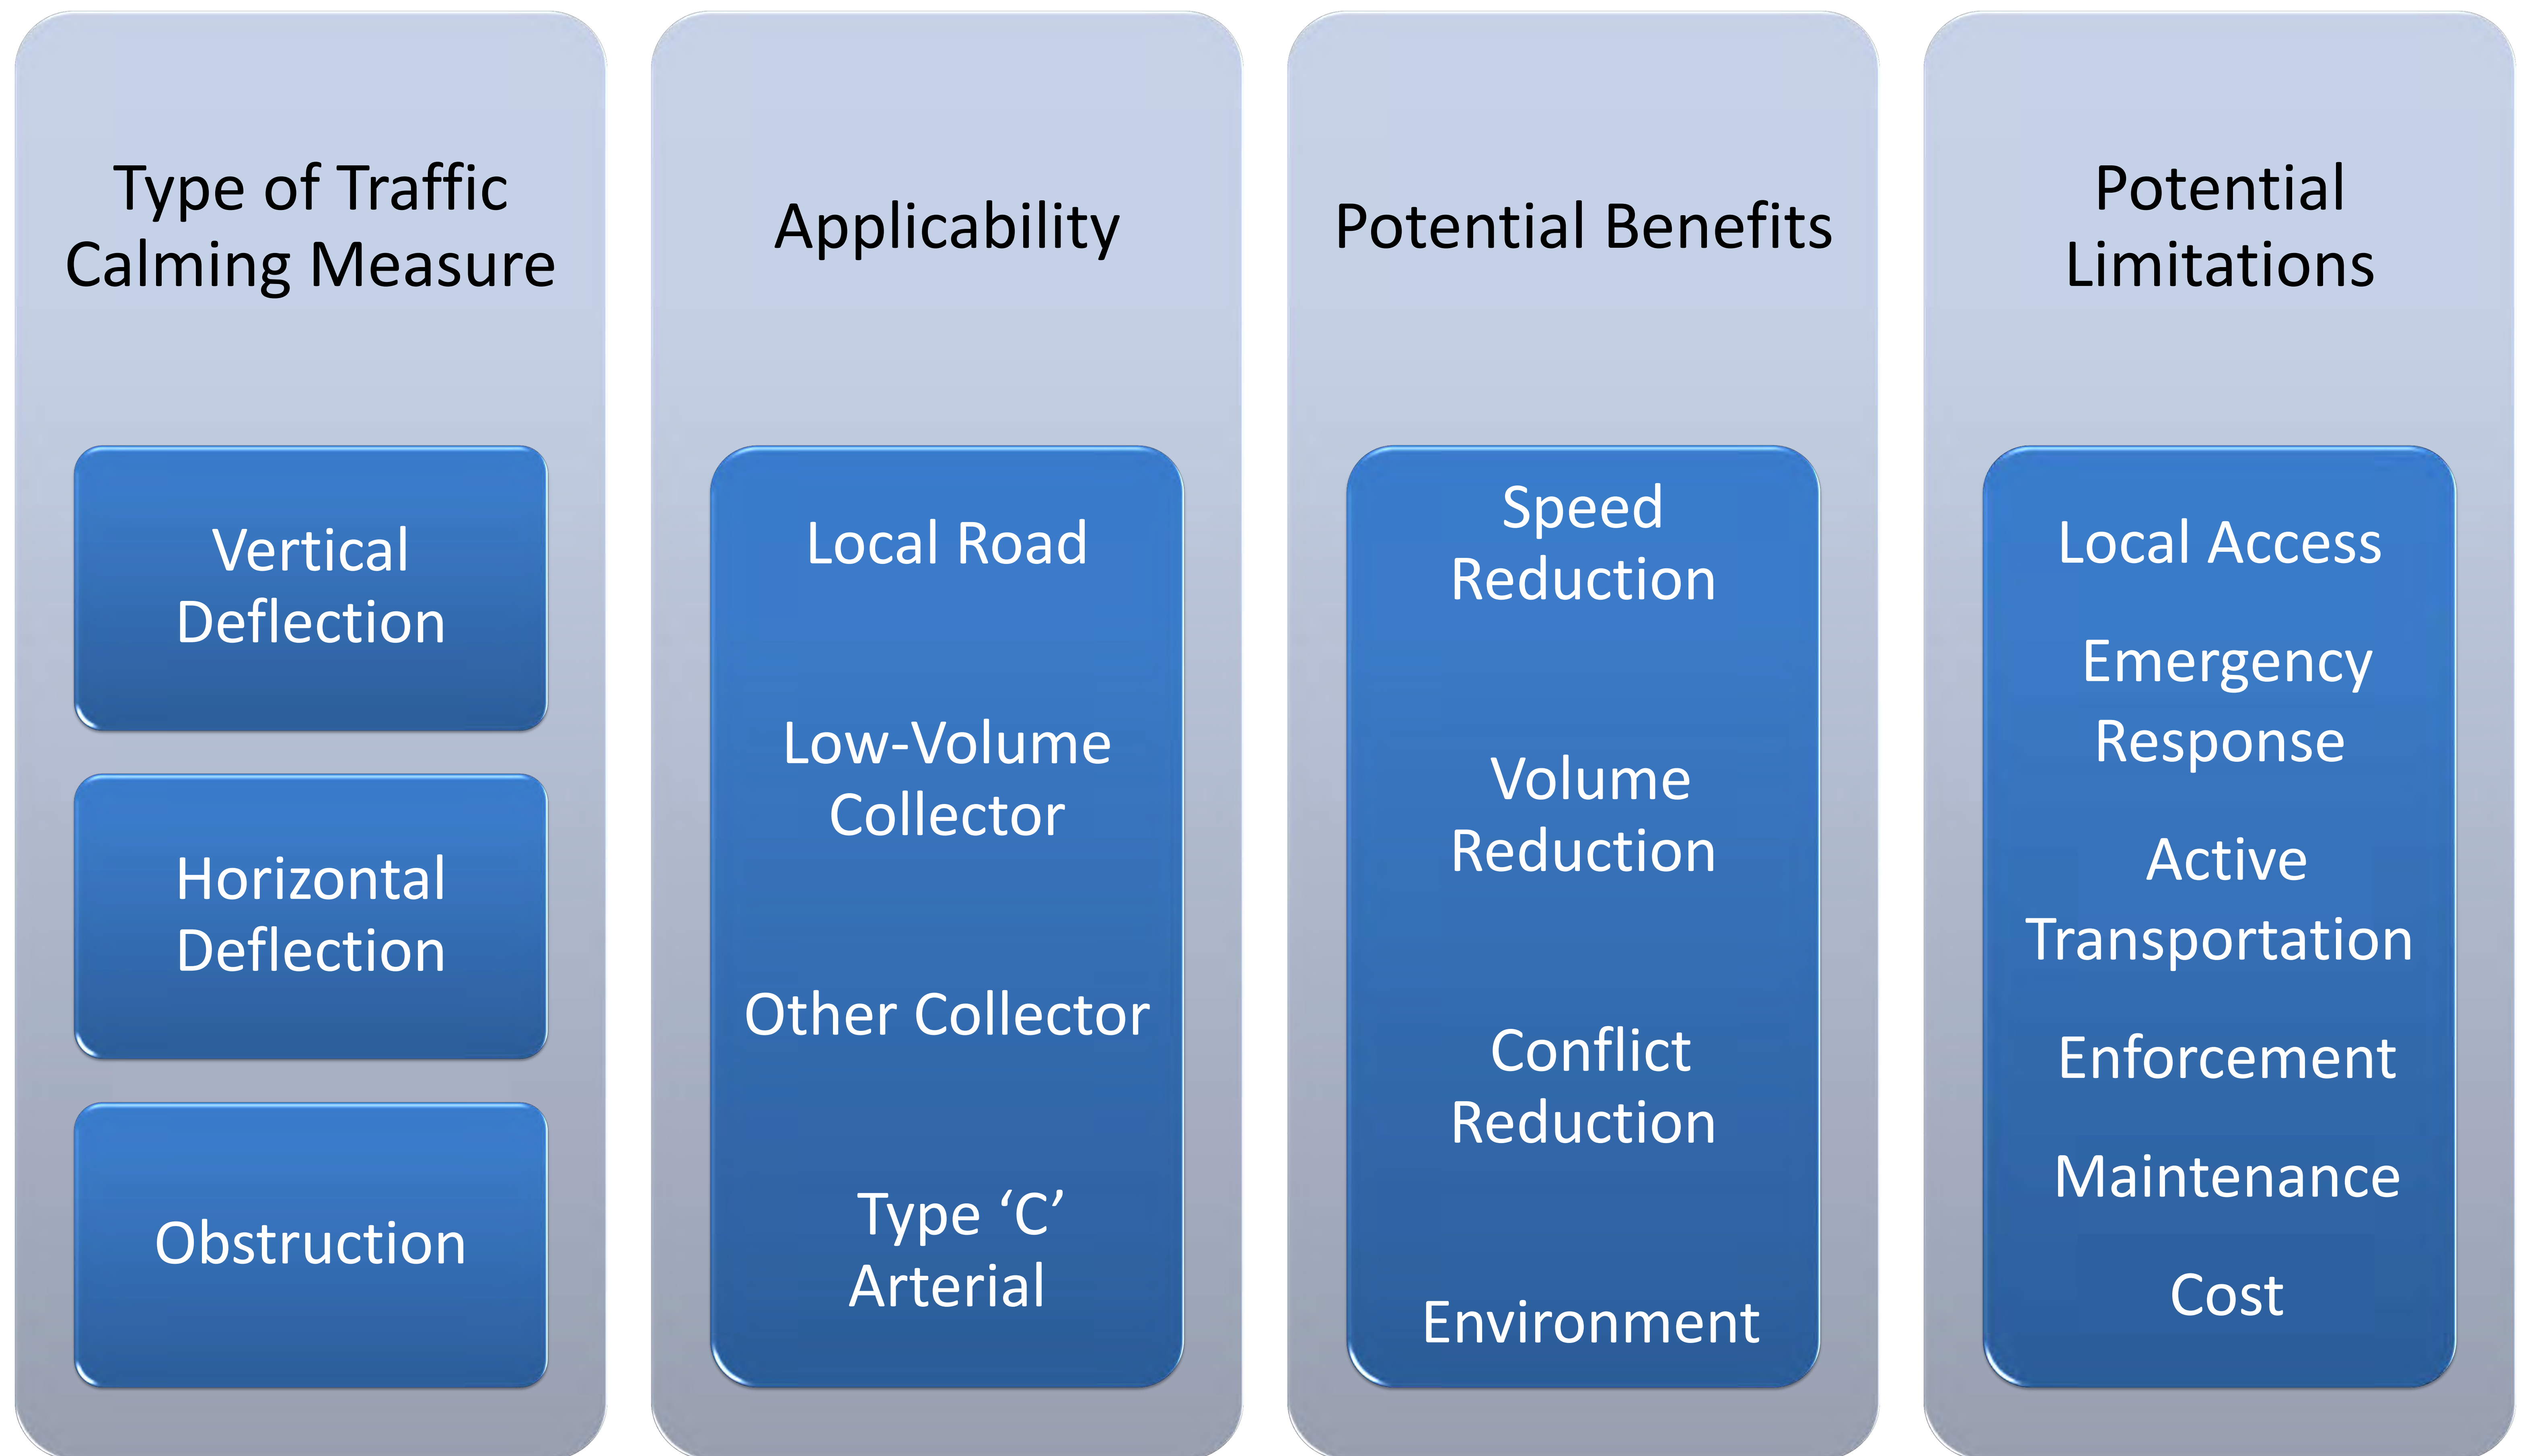 Type of Traffic
Calming Measure
Vertical
Deflection
Horizontal
Deflection
Obstruction
Applicability
Local Road
Low-Volume
Collector
Other Collector
Type ‘C’
Arterial
Potential Benefits
Speed
Reduction
Volume
Reduction
Conflict
Reduction
Environment
Potential
Limitations
Local Access
Emergency
Response
Active
Transportation
Enforcement
Maintenance
Cost